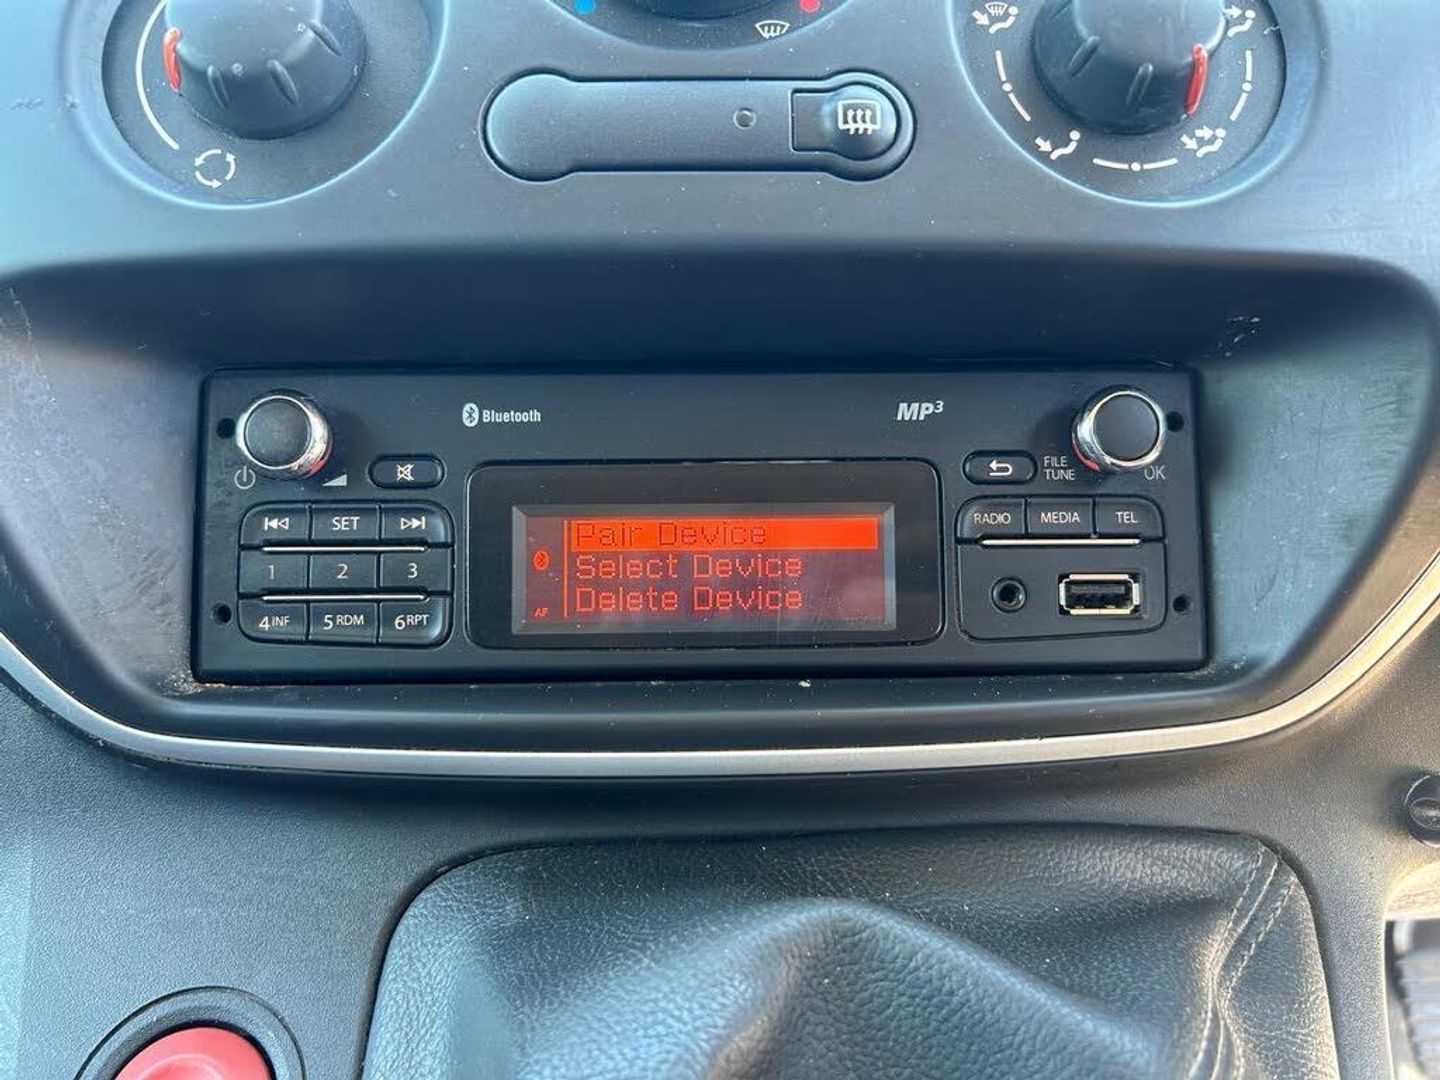 Bluetooth
MP3
FILE
TUNE
OK
SET
RADIO MEDIA TEL
1 2 3
4 INF 5 RDM 6 RPT
Pair Device
Select Device
Delete Device
AF